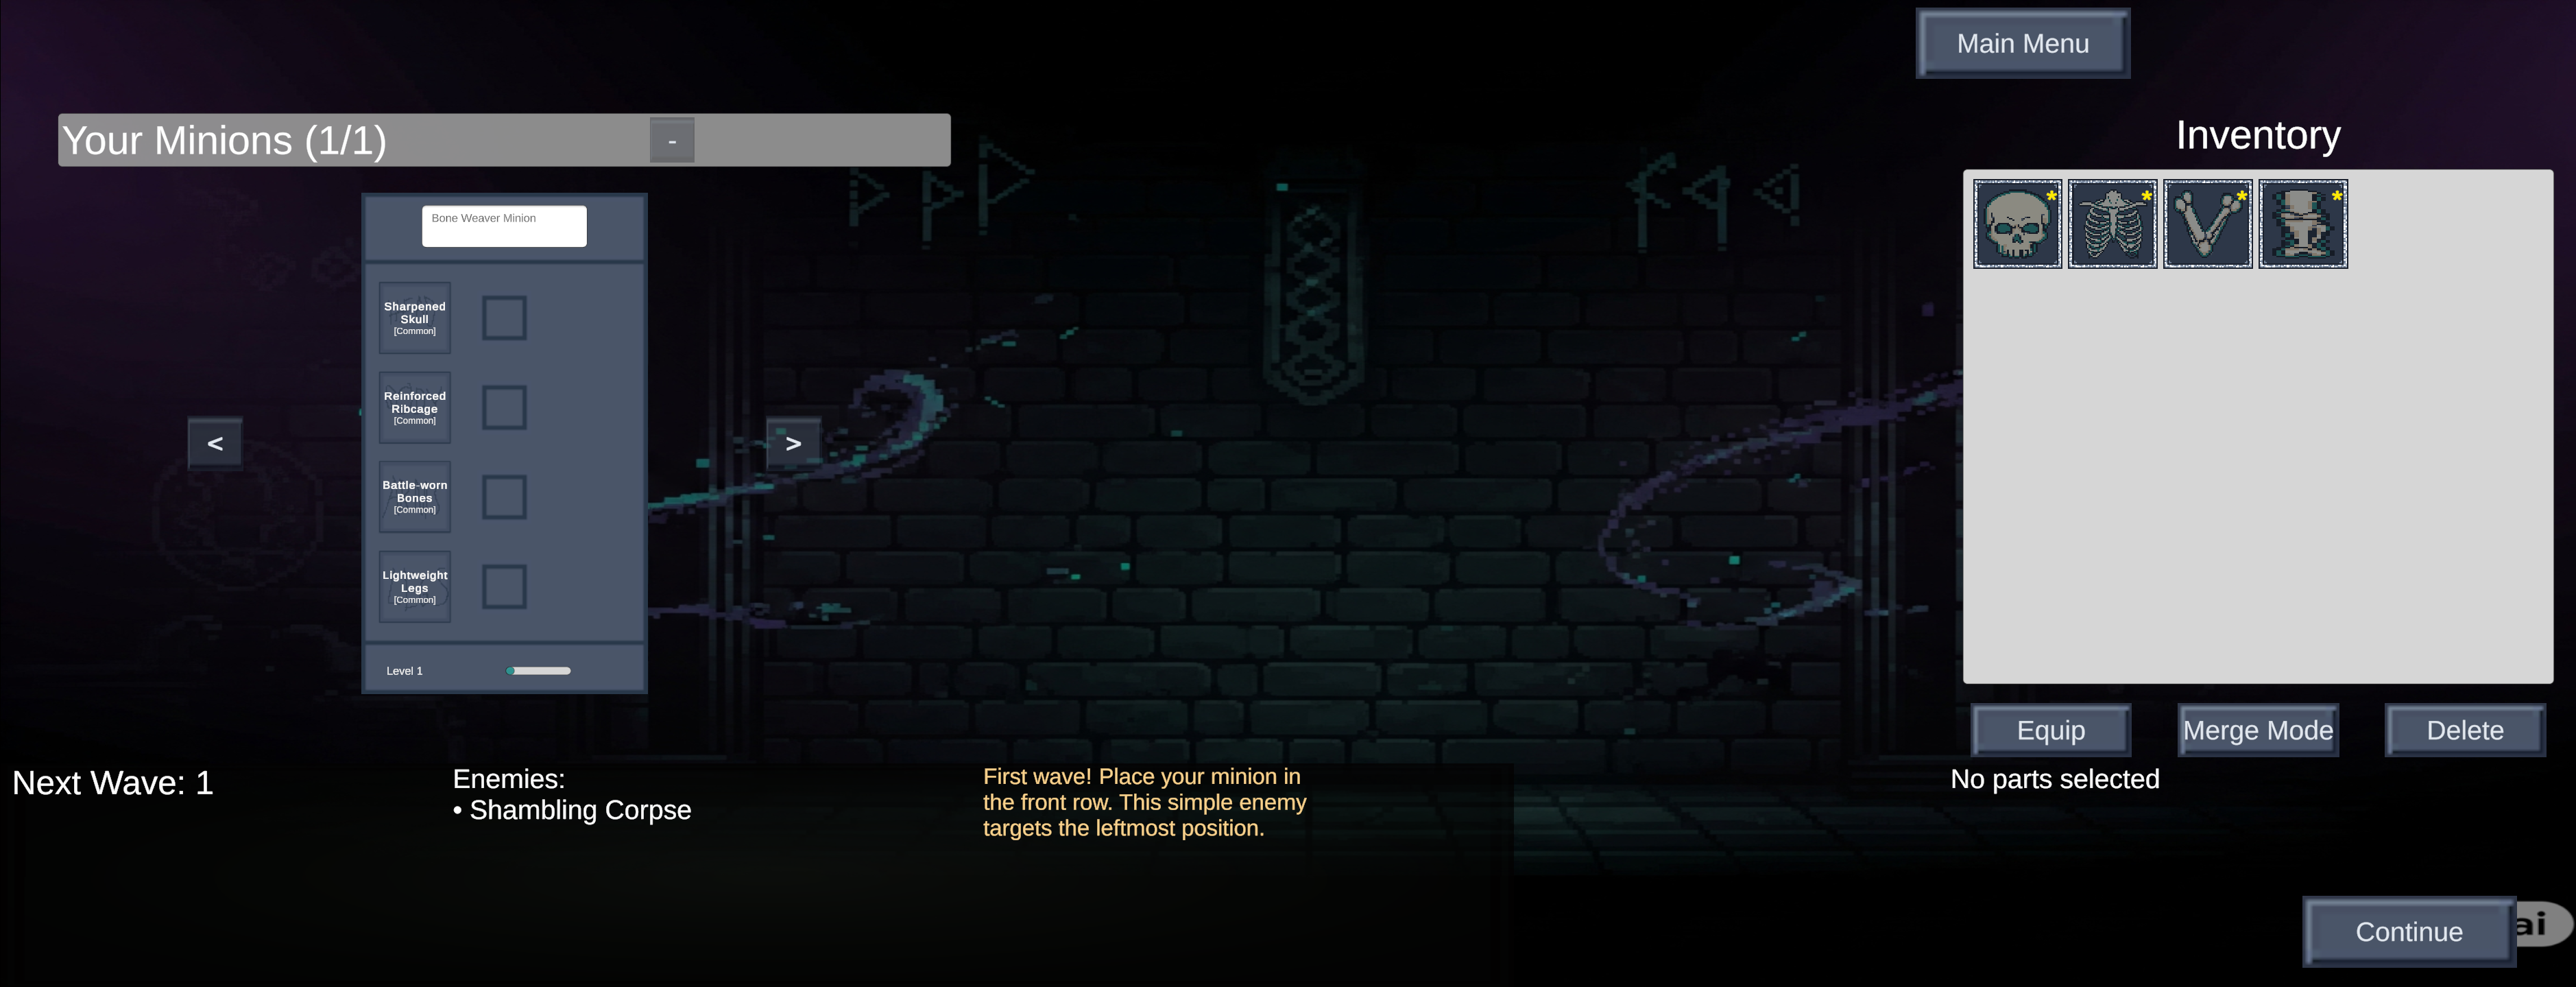 Main Menu
Your Minions (1/1)
-
Inventory
Bone Weaver Minion
Sharpened
Skull
[Common]
Reinforced
Ribcage
[Common]
<
>
Battle-worn
Bones
[Common]
Lightweight
Legs
[Common]
Level 1
Equip
Merge Mode
Delete
Next Wave: 1
Enemies:
• Shambling Corpse
First wave! Place your minion in
the front row. This simple enemy
targets the leftmost position.
No parts selected
Continue
ai